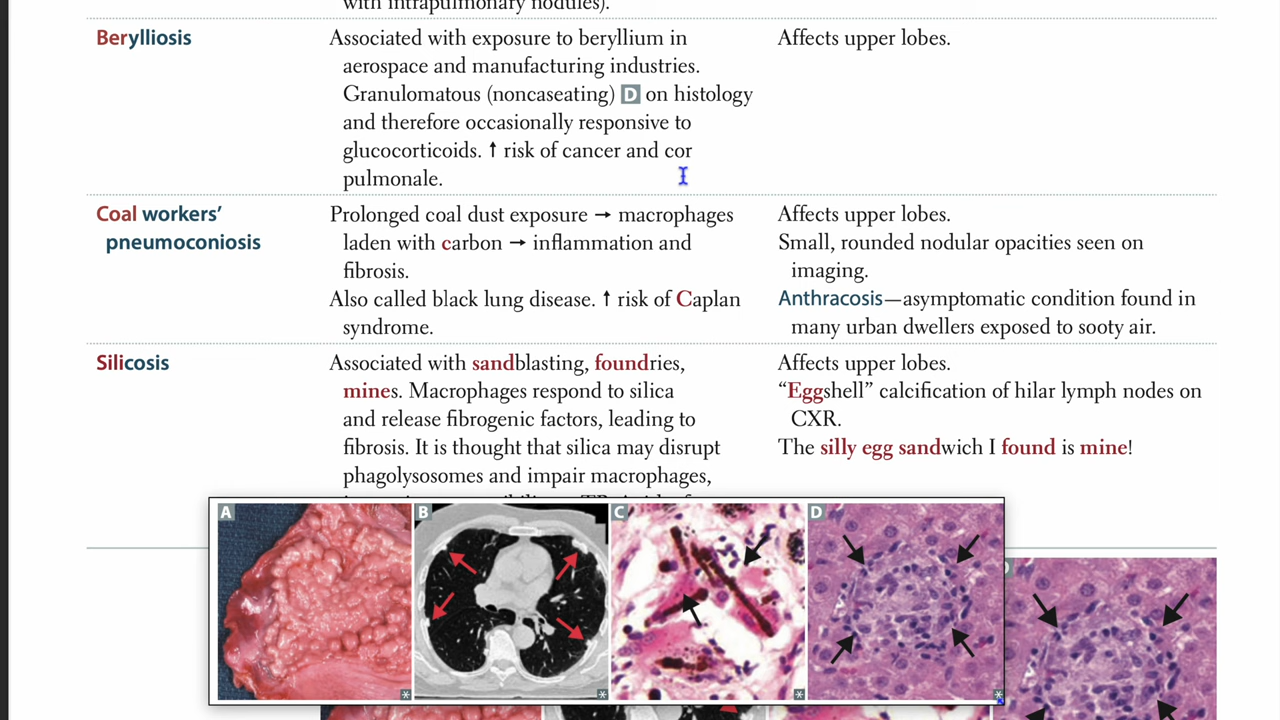 with intrapulmonary nodules).
Berylliosis
Associated with exposure to beryllium in
aerospace and manufacturing industries.
Granulomatous (noncaseating) D on histology
and therefore occasionally responsive to
glucocorticoids. ↑ risk of cancer and cor
pulmonale.
Affects upper lobes.
Coal workers’
pneumoconiosis
Prolonged coal dust exposure → macrophages
laden with carbon → inflammation and
fibrosis.
Also called black lung disease. ↑ risk of Caplan
syndrome.
Affects upper lobes.
Small, rounded nodular opacities seen on
imaging.
Anthracosis—asymptomatic condition found in
many urban dwellers exposed to sooty air.
Silicosis
Associated with sandblasting, foundries,
mines. Macrophages respond to silica
and release fibrogenic factors, leading to
fibrosis. It is thought that silica may disrupt
phagolysosomes and impair macrophages,
Affects upper lobes.
“Eggshell” calcification of hilar lymph nodes on
CXR.
The silly egg sandwich I found is mine!
A
B
C
D